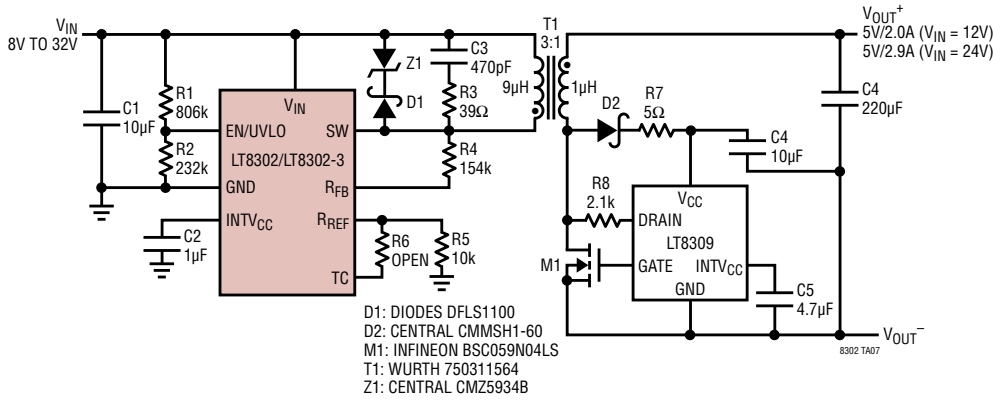 VIN
8V TO 32V
C1
10µF
R1
806k
R2
232k
VIN
EN/UVLO
SW
LT8302/LT8302-3
GND
RFB
INTVCC
RREF
TC
C2
1µF
Z1
D1
C3
470pF
R3
39Ω
R4
154k
R6
OPEN
R5
10k
T1
3:1
9µH
1µH
D2
R7
5Ω
C4
10µF
R8
2.1k
VCC
DRAIN
LT8309
GATE
INTVCC
GND
M1
C5
4.7µF
VOUT+
5V/2.0A (VIN = 12V)
5V/2.9A (VIN = 24V)
C4
220µF
VOUT–
8302 TA07
D1: DIODES DFLS1100
D2: CENTRAL CMMSH1-60
M1: INFINEON BSC059N04LS
T1: WURTH 750311564
Z1: CENTRAL CMZ5934B